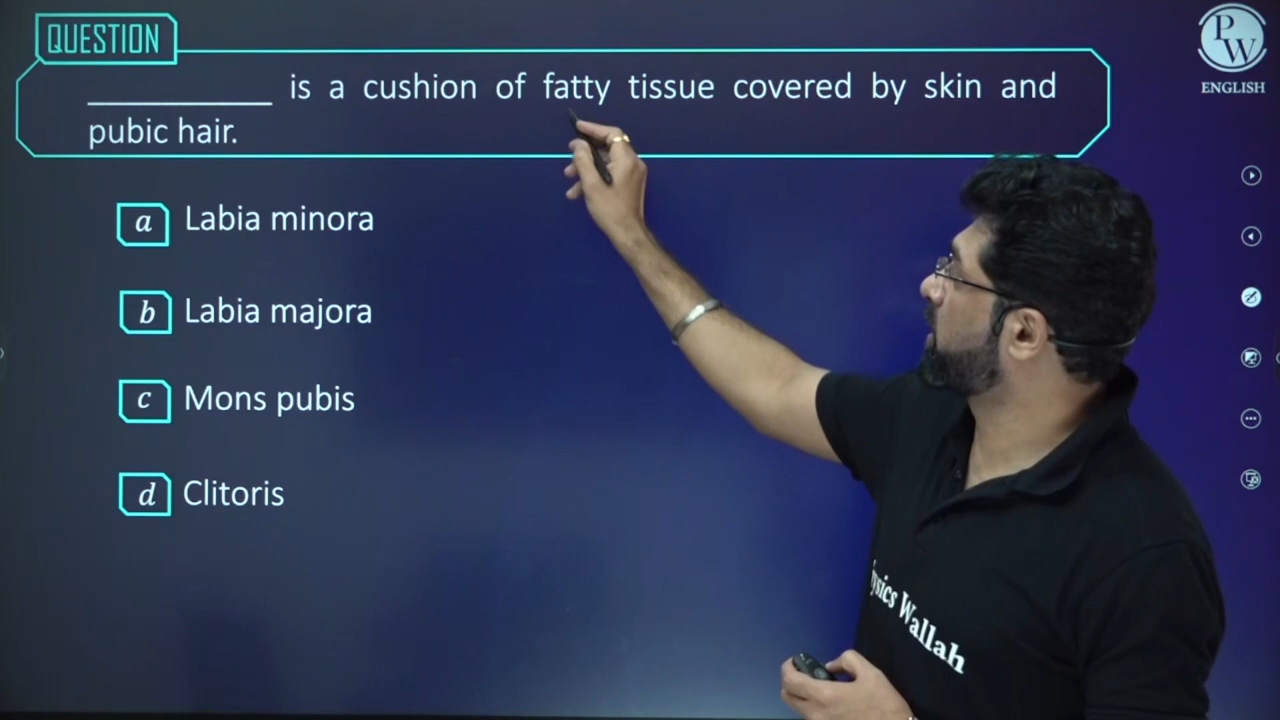 QUESTION
____________ is a cushion of fatty tissue covered by skin and
pubic hair.
a Labia minora
b Labia majora
c Mons pubis
d Clitoris
PW
ENGLISH
ysics Wallah